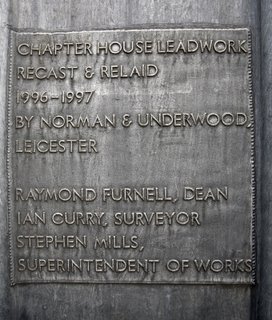 CHAPTER HOUSE LEADWORK
RECAST & RELAID
1996-1997
BY NORMAN & UNDERWOOD,
LEICESTER
RAYMOND FURNELL, DEAN
IAN CURRY, SURVEYOR
STEPHEN MILLS,
SUPERINTENDENT OF WORKS